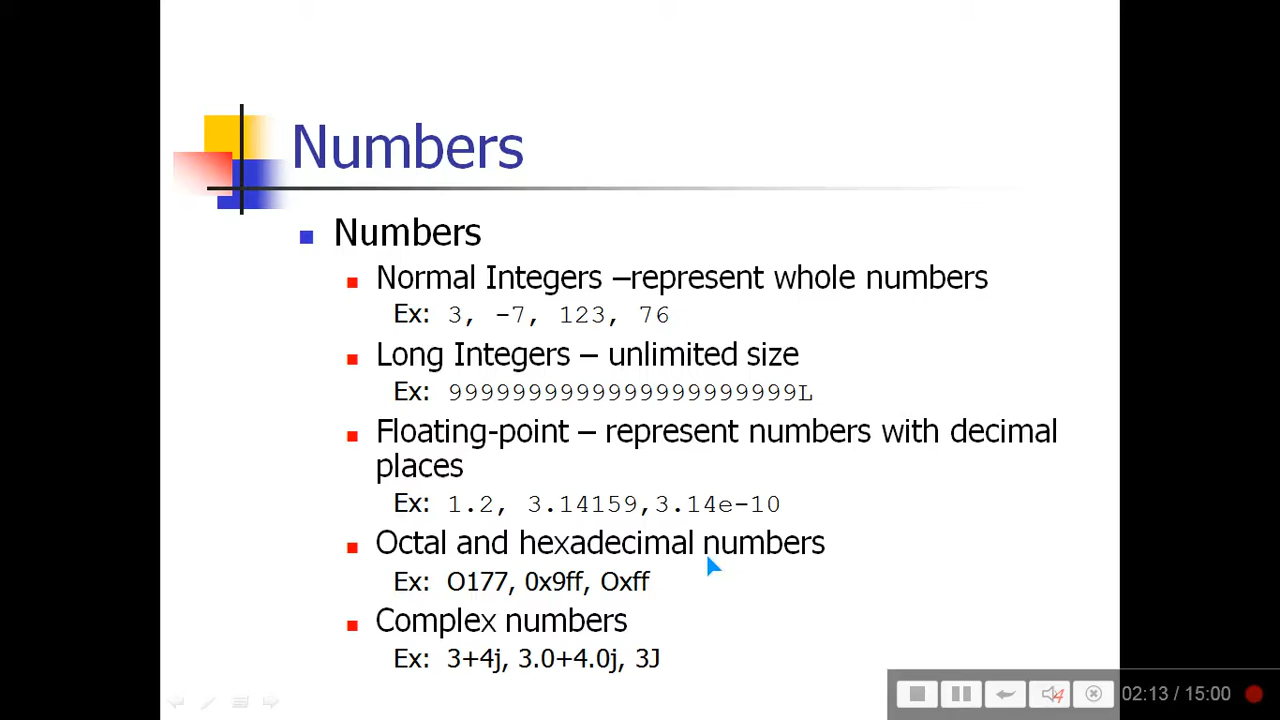 Numbers
Numbers
Normal Integers –represent whole numbers
Ex: 3, -7, 123, 76
Long Integers – unlimited size
Ex: 9999999999999999999999L
Floating-point – represent numbers with decimal
places
Ex: 1.2, 3.14159,3.14e-10
Octal and hexadecimal numbers
Ex: O177, 0x9ff, Oxff
Complex numbers
Ex: 3+4j, 3.0+4.0j, 3J
02:13 / 15:00